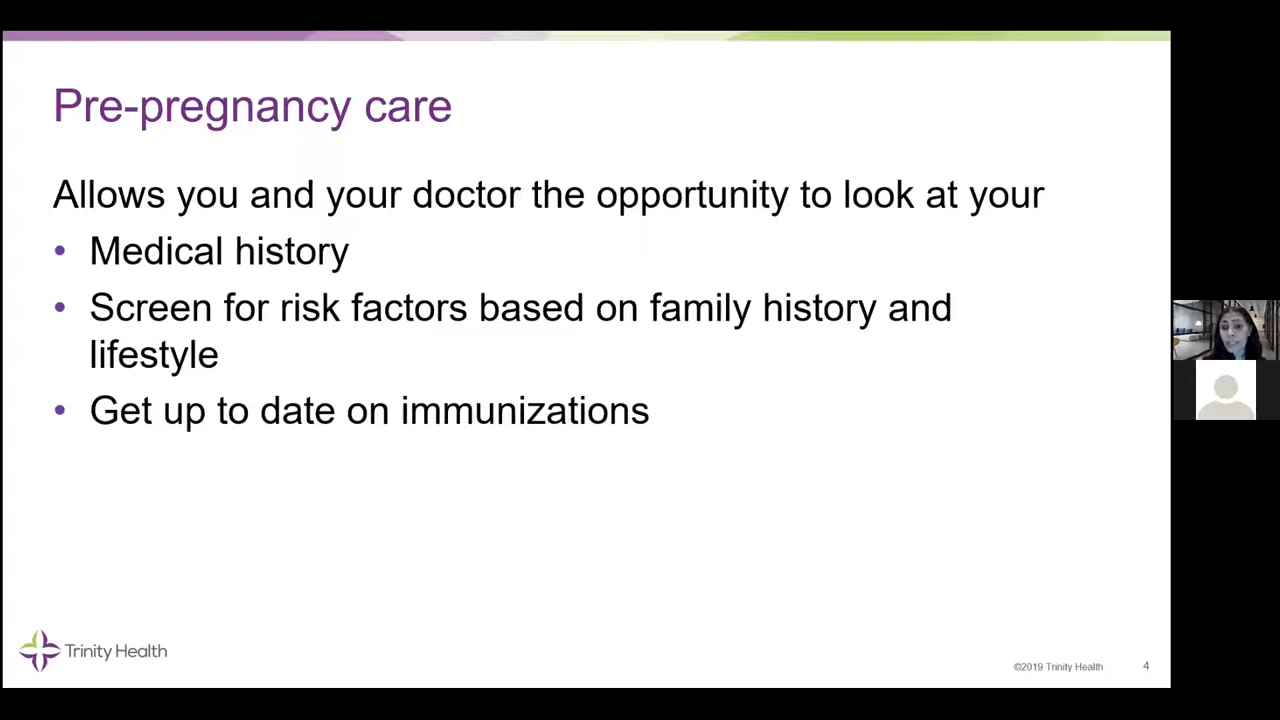 Pre-pregnancy care
Allows you and your doctor the opportunity to look at your
• Medical history
• Screen for risk factors based on family history and
lifestyle
• Get up to date on immunizations
Trinity Health
©2019 Trinity Health
4